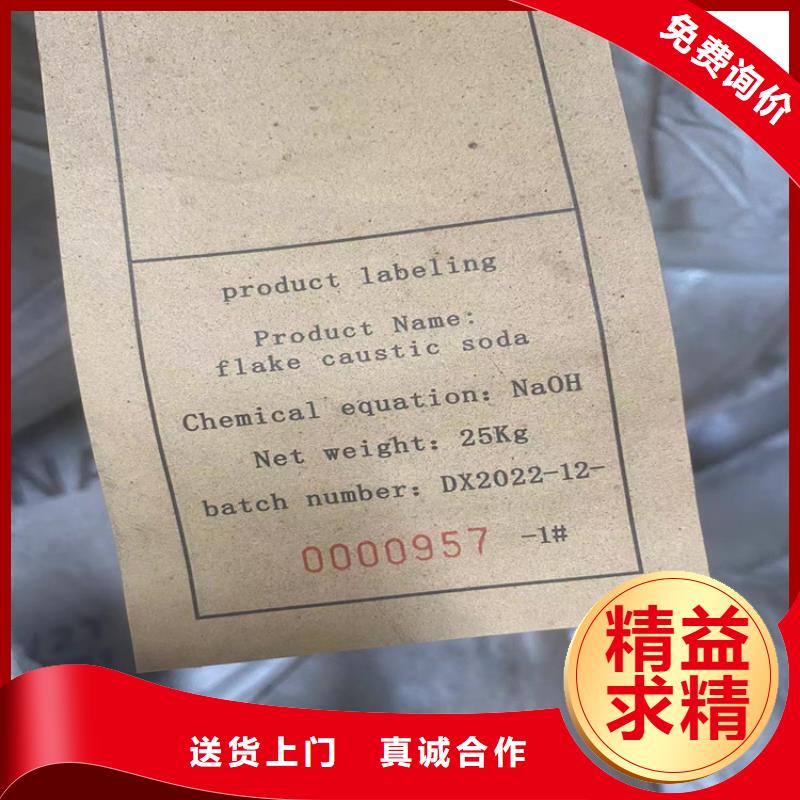 免费询价
product labeling
Product Name:
flake caustic soda
Chemical equation: NaOH
Net weight: 25Kg
batch number: DX2022-12-
0000957 -1#
精益
求精
送货上门 真诚合作